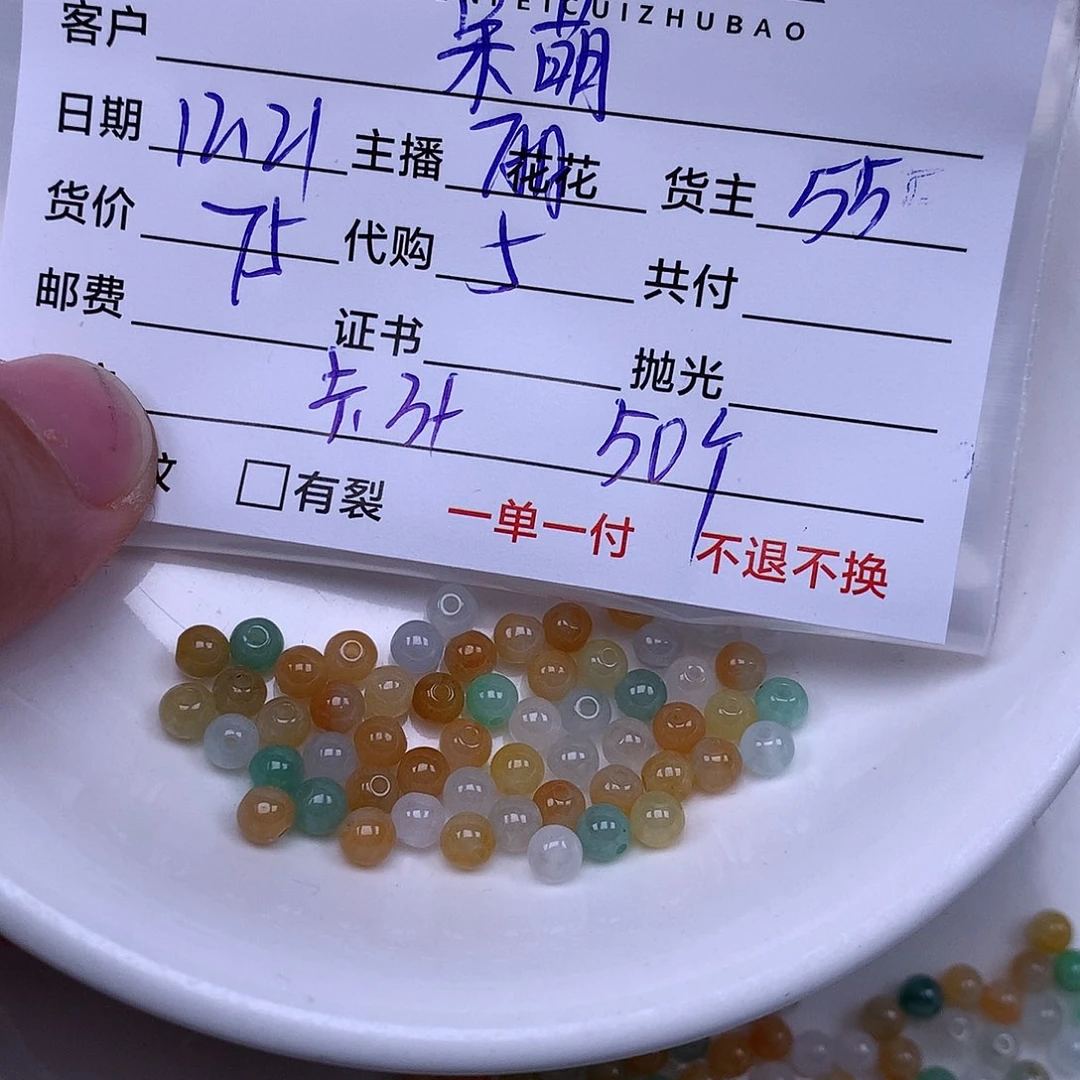 FEICUIZHUBAO
客户 呆萌
日期 12.21 主播 花花 货主 55
货价 75 代购 5 共付
邮费 证书 抛光
50个
有裂 一单一付 不退不换